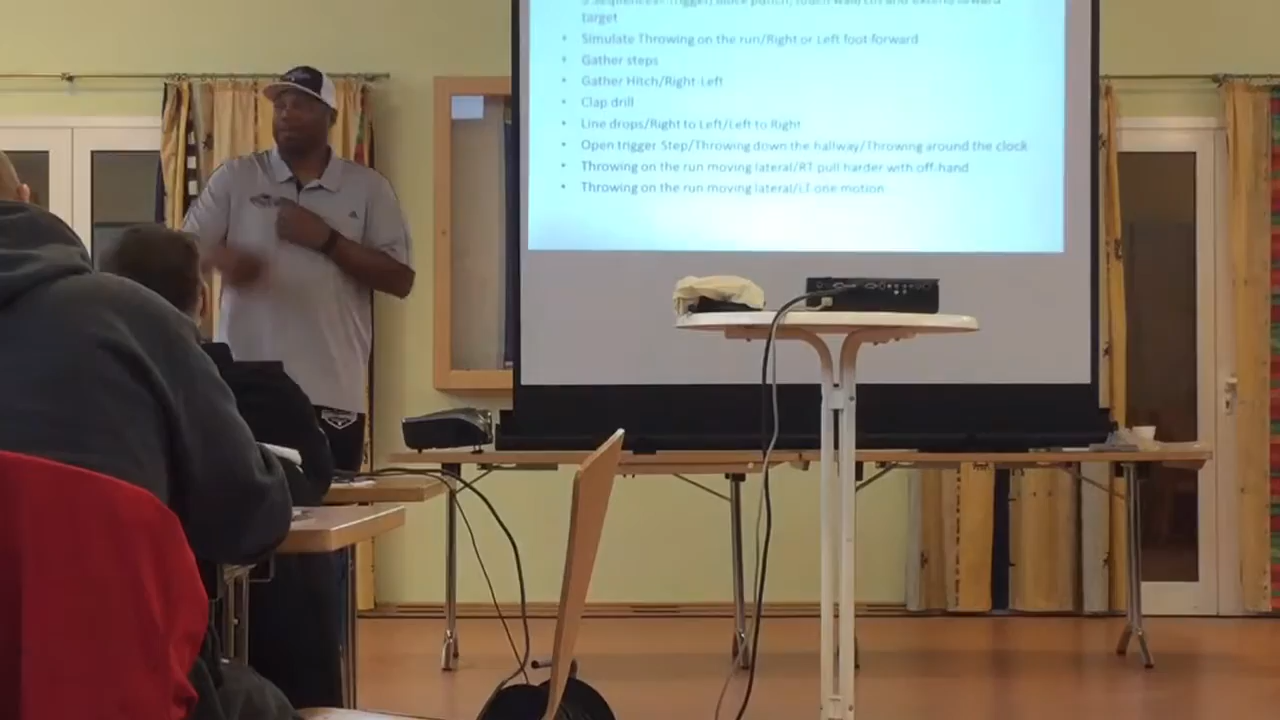 target
• Simulate Throwing on the run/Right or Left foot forward
• Gather steps
• Gather Hitch/Right-Left
• Clap drill
• Line drops/Right to Left/Left to Right
• Open trigger Step/Throwing down the hallway/Throwing around the clock
• Throwing on the run moving lateral/RT pull harder with off-hand
• Throwing on the run moving lateral/LT one motion